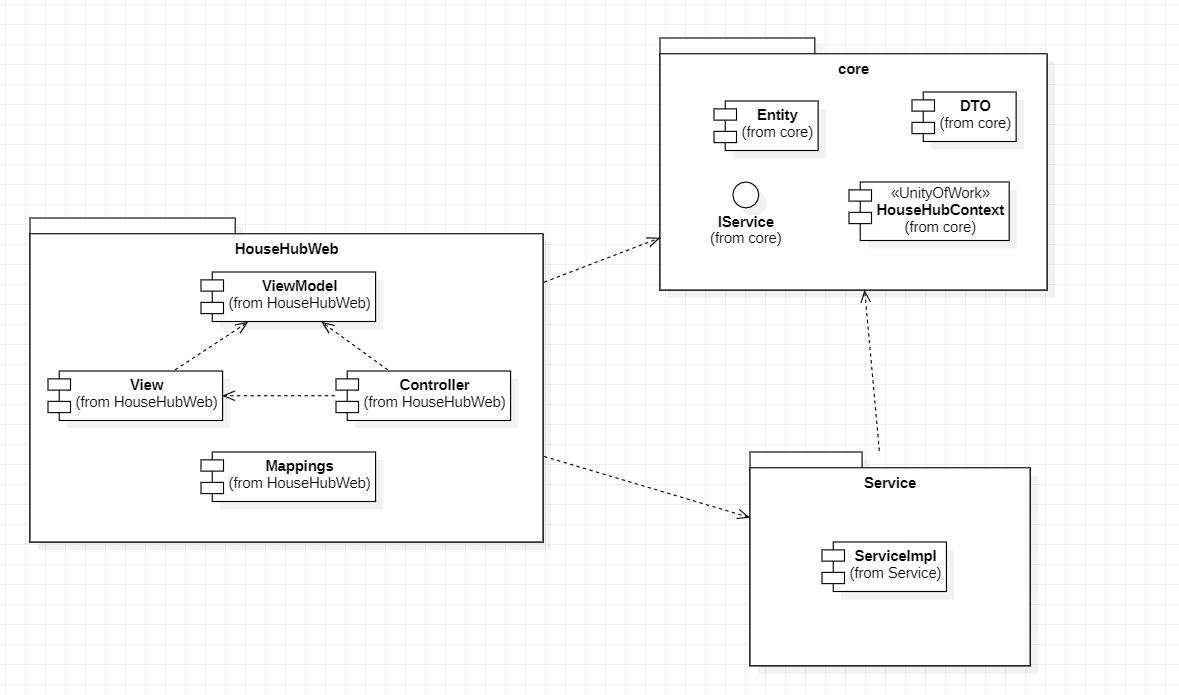 core
Entity
(from core)
DTO
(from core)
IService
(from core)
«UnityOfWork»
HouseHubContext
(from core)
HouseHubWeb
ViewModel
(from HouseHubWeb)
View
(from HouseHubWeb)
Controller
(from HouseHubWeb)
Mappings
(from HouseHubWeb)
Service
ServiceImpl
(from Service)